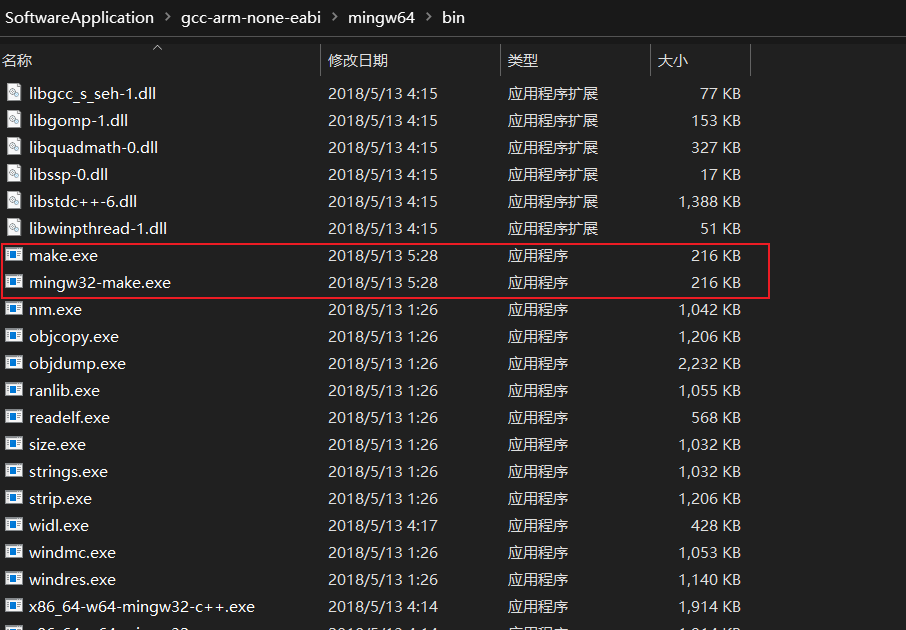 SoftwareApplication > gcc-arm-none-eabi > mingw64 > bin
名称 修改日期 类型 大小
libgcc_s_seh-1.dll 2018/5/13 4:15 应用程序扩展 77 KB
libgomp-1.dll 2018/5/13 4:15 应用程序扩展 153 KB
libquadmath-0.dll 2018/5/13 4:15 应用程序扩展 327 KB
libssp-0.dll 2018/5/13 4:15 应用程序扩展 17 KB
libstdc++-6.dll 2018/5/13 4:15 应用程序扩展 1,388 KB
libwinpthread-1.dll 2018/5/13 4:15 应用程序扩展 51 KB
make.exe 2018/5/13 5:28 应用程序 216 KB
mingw32-make.exe 2018/5/13 5:28 应用程序 216 KB
nm.exe 2018/5/13 1:26 应用程序 1,042 KB
objcopy.exe 2018/5/13 1:26 应用程序 1,206 KB
objdump.exe 2018/5/13 1:26 应用程序 2,232 KB
ranlib.exe 2018/5/13 1:26 应用程序 1,055 KB
readelf.exe 2018/5/13 1:26 应用程序 568 KB
size.exe 2018/5/13 1:26 应用程序 1,032 KB
strings.exe 2018/5/13 1:26 应用程序 1,032 KB
strip.exe 2018/5/13 1:26 应用程序 1,206 KB
widl.exe 2018/5/13 4:17 应用程序 428 KB
windmc.exe 2018/5/13 1:26 应用程序 1,053 KB
windres.exe 2018/5/13 1:26 应用程序 1,140 KB
x86_64-w64-mingw32-c++.exe 2018/5/13 4:14 应用程序 1,914 KB